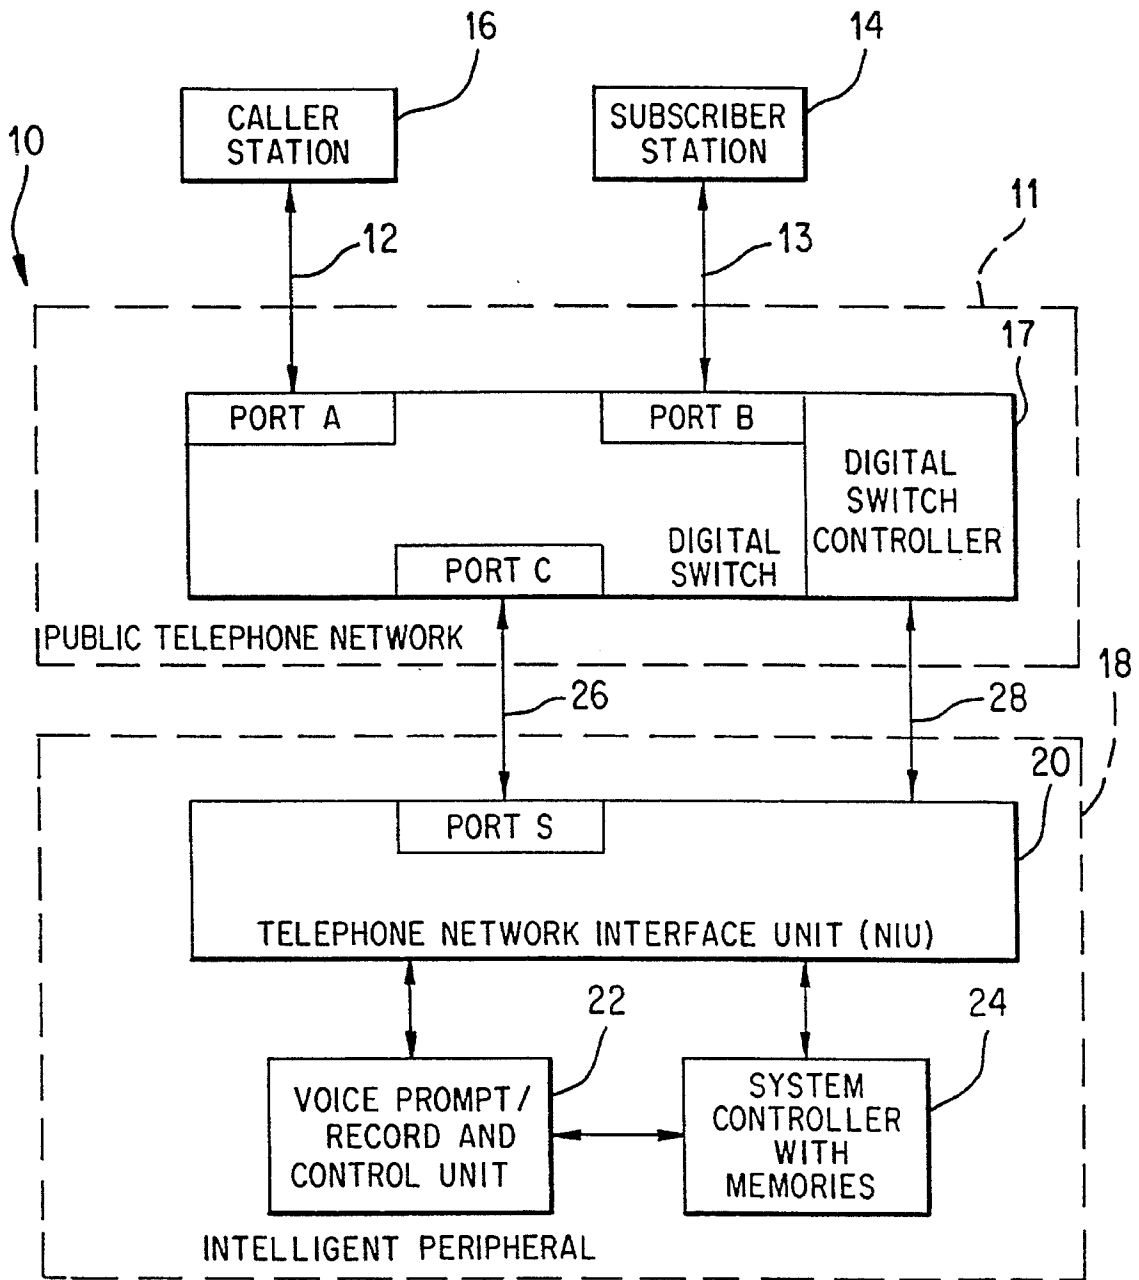 16
14
CALLER
STATION
SUBSCRIBER
STATION
10
12
13
11
17
PORT A
PORT B
DIGITAL
SWITCH
CONTROLLER
PORT C
DIGITAL
SWITCH
PUBLIC TELEPHONE NETWORK
26
28
18
20
PORT S
TELEPHONE NETWORK INTERFACE UNIT (NIU)
22
24
VOICE PROMPT/
RECORD AND
CONTROL UNIT
SYSTEM
CONTROLLER
WITH
MEMORIES
INTELLIGENT PERIPHERAL